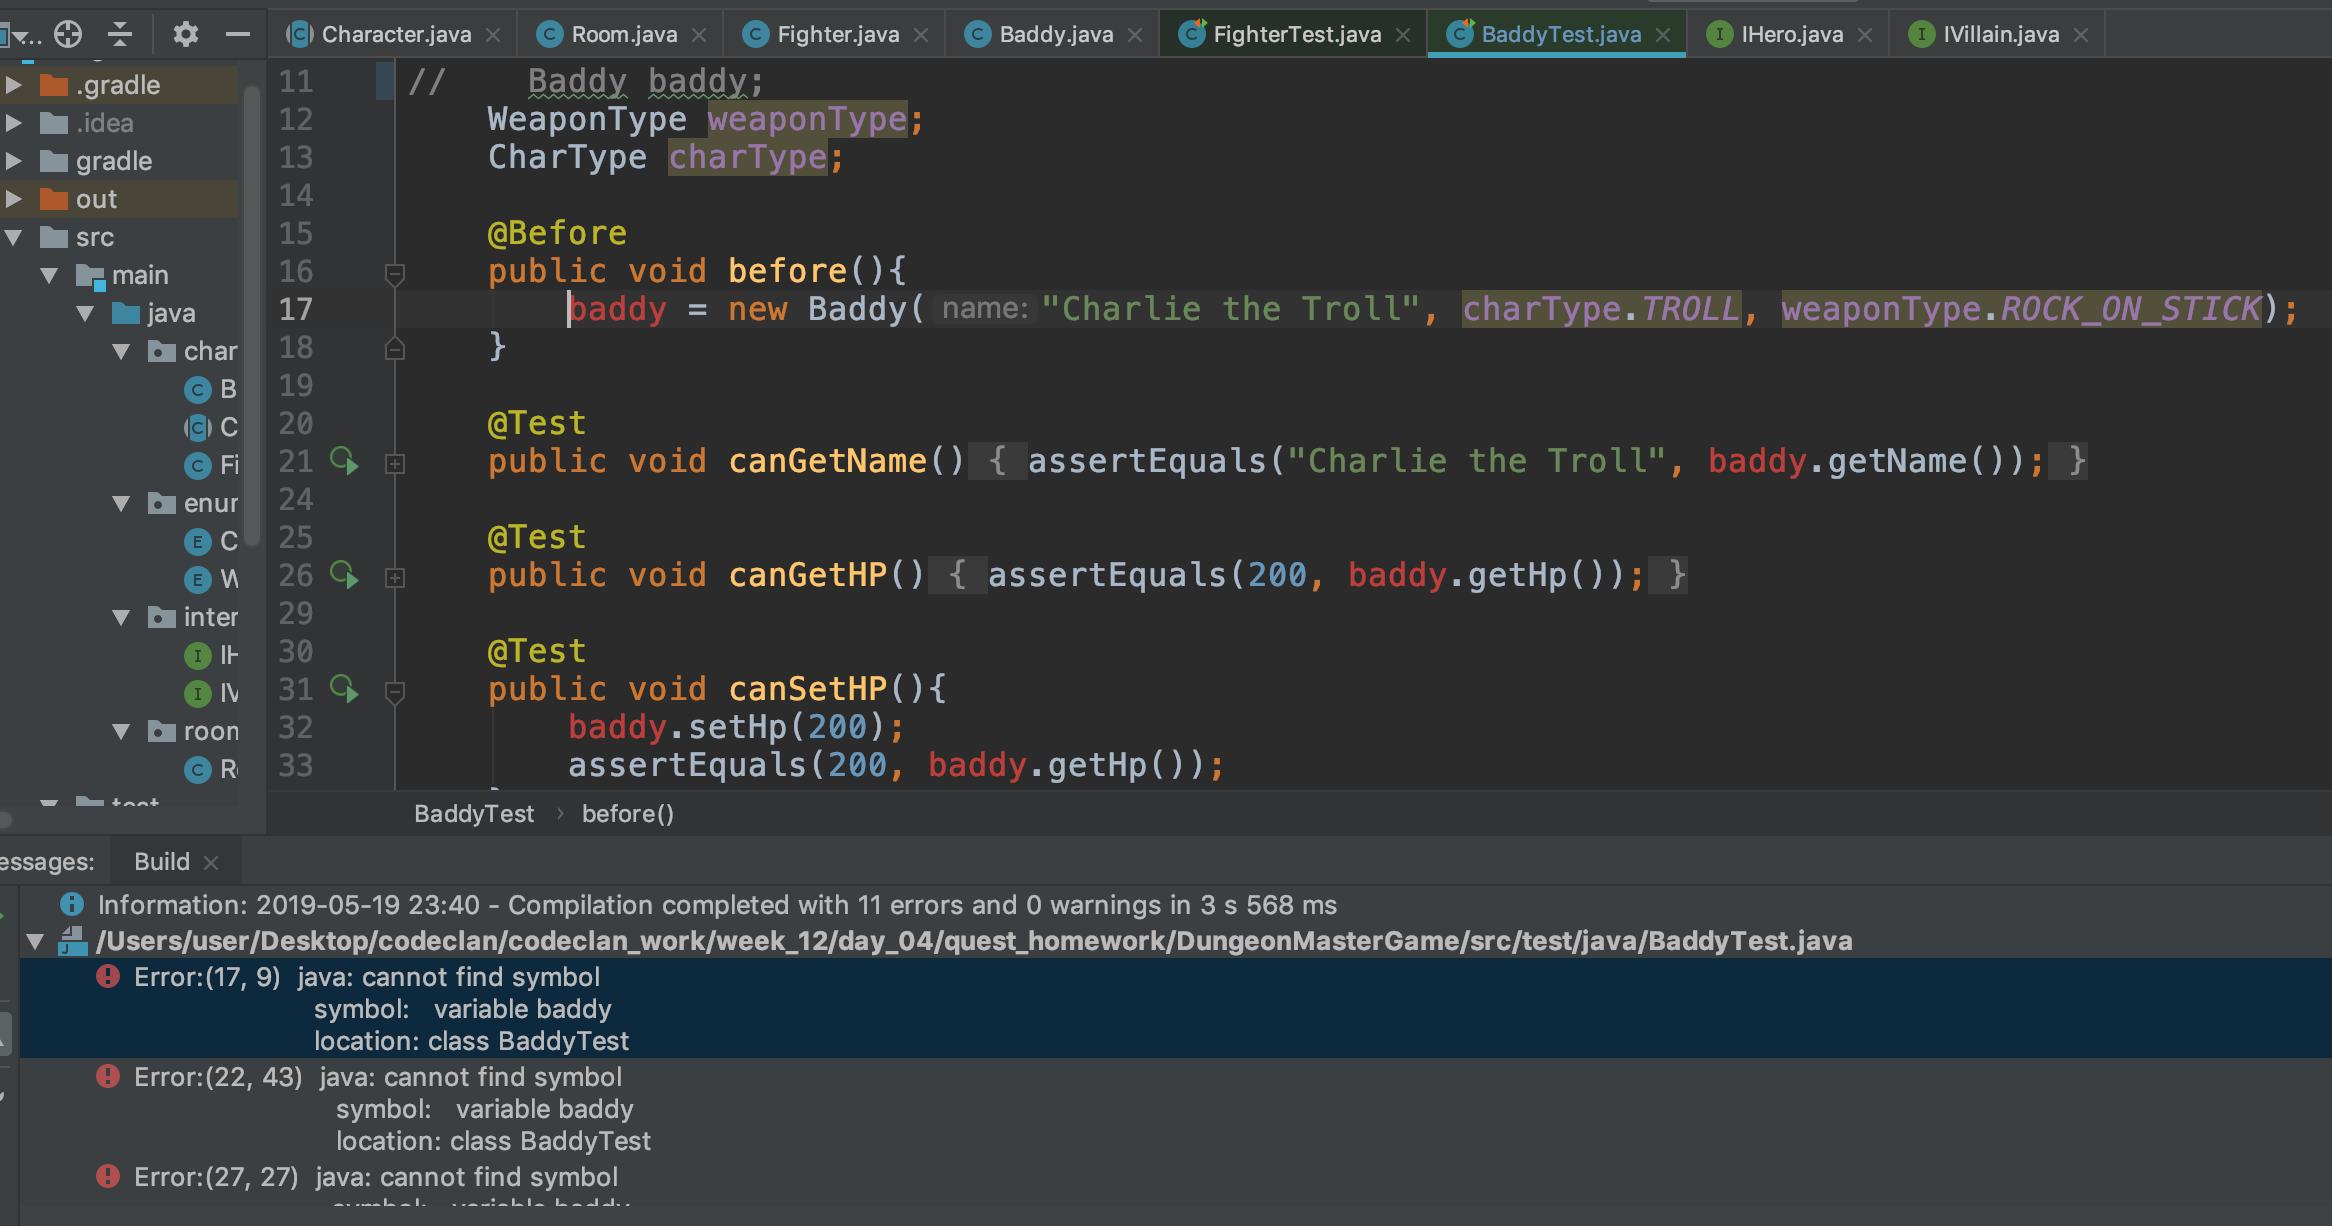 Character.java
Room.java
Fighter.java
Baddy.java
FighterTest.java
BaddyTest.java
IHero.java
IVillain.java
.gradle
.idea
gradle
out
src
main
java
char
B
C
Fi
enur
C
W
inter
IH
IV
room
Ro
test
11 // Baddy baddy;
12 WeaponType weaponType;
13 CharType charType;
14
15 @Before
16 public void before(){
17 baddy = new Baddy( name: "Charlie the Troll", charType.TROLL, weaponType.ROCK_ON_STICK);
18 }
19
20 @Test
21 public void canGetName() { assertEquals("Charlie the Troll", baddy.getName()); }
24
25 @Test
26 public void canGetHP() { assertEquals(200, baddy.getHp()); }
29
30 @Test
31 public void canSetHP(){
32 baddy.setHp(200);
33 assertEquals(200, baddy.getHp());
BaddyTest › before()
essages: Build
Information: 2019-05-19 23:40 - Compilation completed with 11 errors and 0 warnings in 3 s 568 ms
/Users/user/Desktop/codeclan/codeclan_work/week_12/day_04/quest_homework/DungeonMasterGame/src/test/java/BaddyTest.java
Error:(17, 9) java: cannot find symbol
symbol: variable baddy
location: class BaddyTest
Error:(22, 43) java: cannot find symbol
symbol: variable baddy
location: class BaddyTest
Error:(27, 27) java: cannot find symbol
symbol: variable baddy